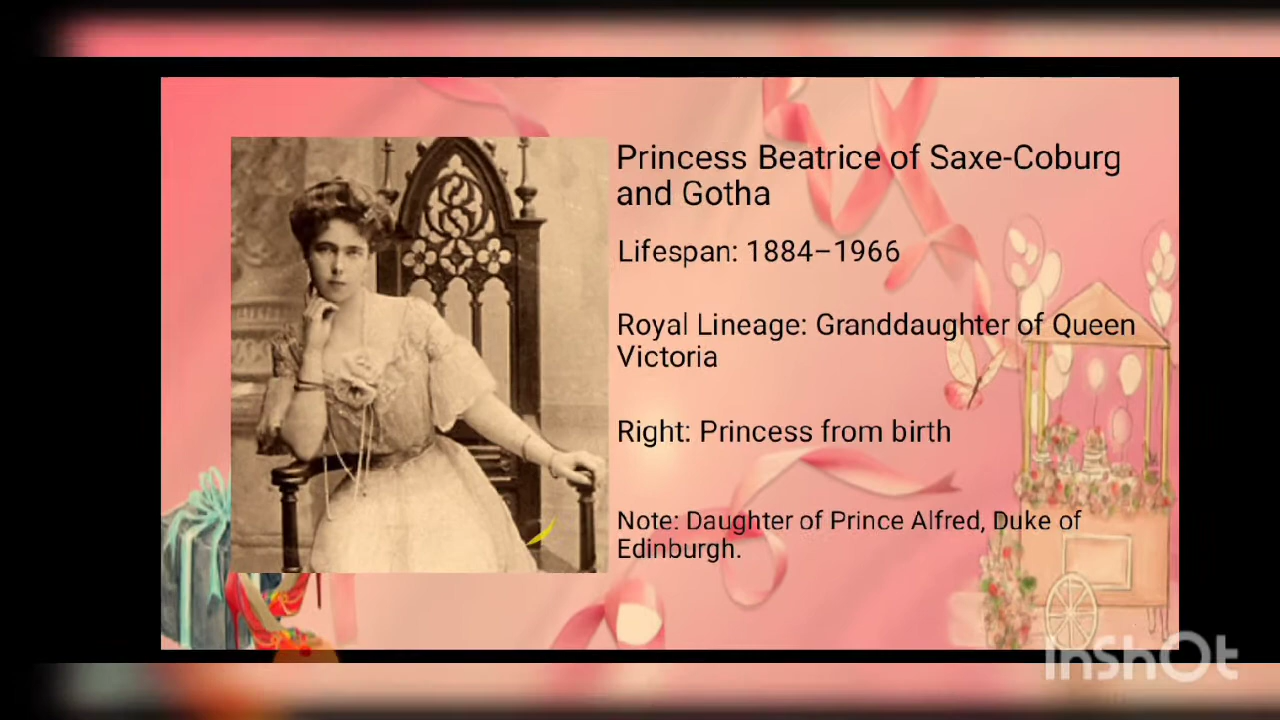 Princess Beatrice of Saxe-Coburg
and Gotha
Lifespan: 1884–1966
Royal Lineage: Granddaughter of Queen
Victoria
Right: Princess from birth
Note: Daughter of Prince Alfred, Duke of
Edinburgh.
InShOt